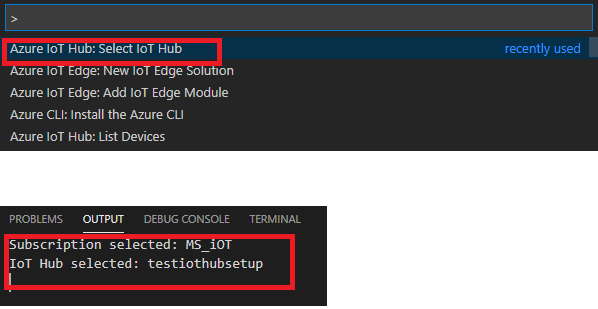 >
Azure IoT Hub: Select IoT Hub recently used
Azure IoT Edge: New IoT Edge Solution
Azure IoT Edge: Add IoT Edge Module
Azure CLI: Install the Azure CLI
Azure IoT Hub: List Devices
PROBLEMS OUTPUT DEBUG CONSOLE TERMINAL
Subscription selected: MS_iOT
IoT Hub selected: testiothubsetup